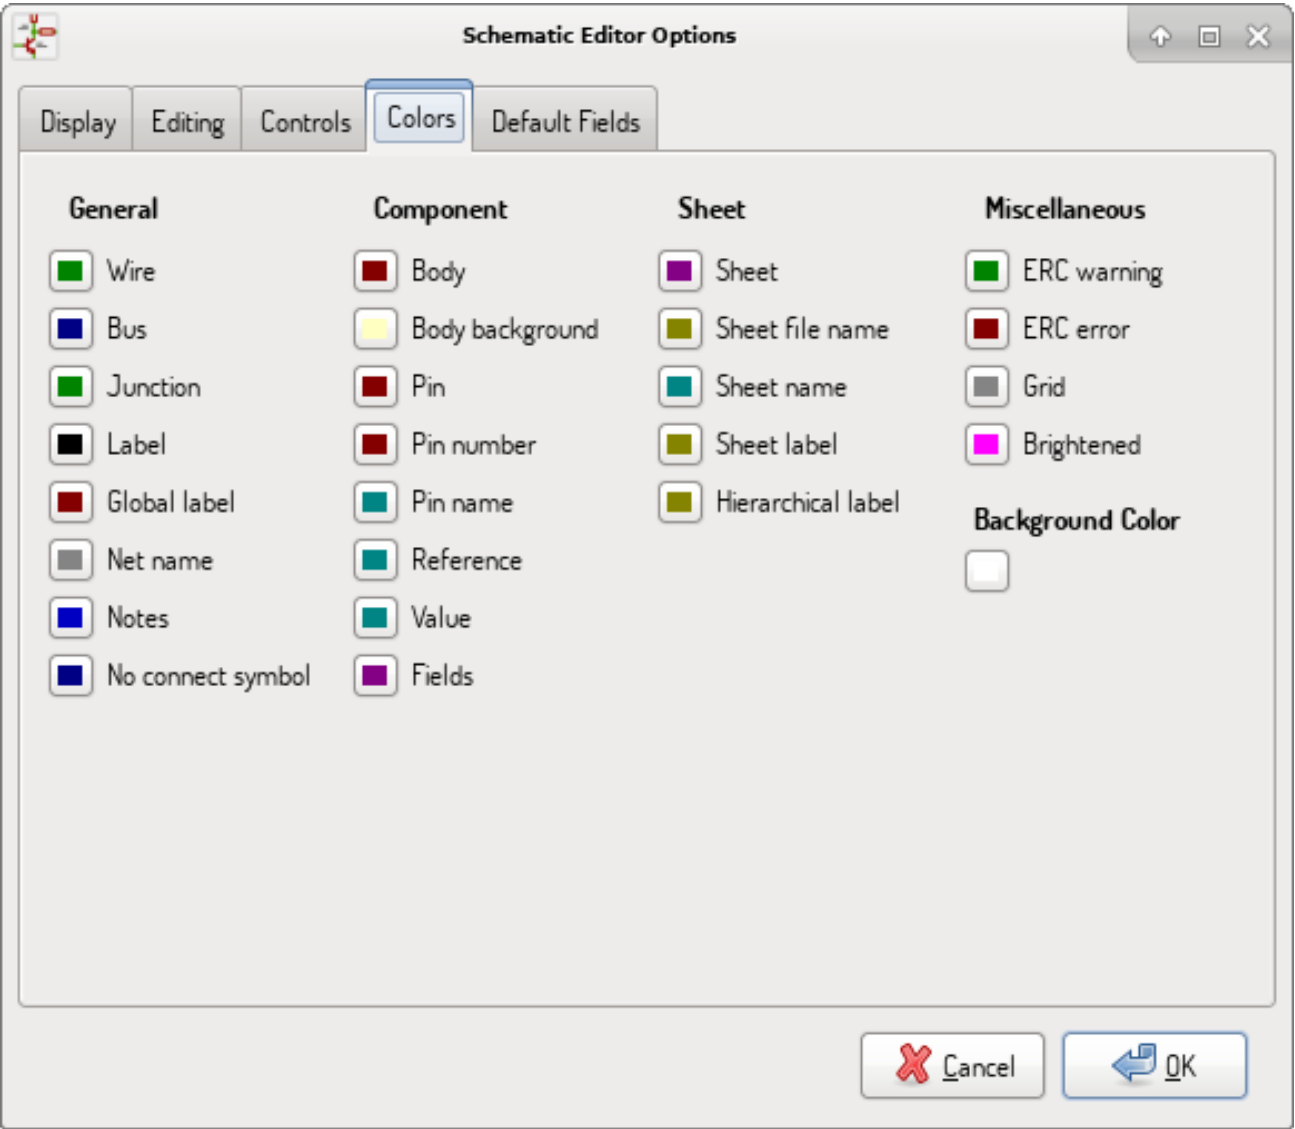 Schematic Editor Options
Display Editing Controls Colors Default Fields
General Component Sheet Miscellaneous
Wire Body Sheet ERC warning
Bus Body background Sheet file name ERC error
Junction Pin Sheet name Grid
Label Pin number Sheet label Brightened
Global label Pin name Hierarchical label
Background Color
Net name Reference
Notes Value
No connect symbol Fields
Cancel OK